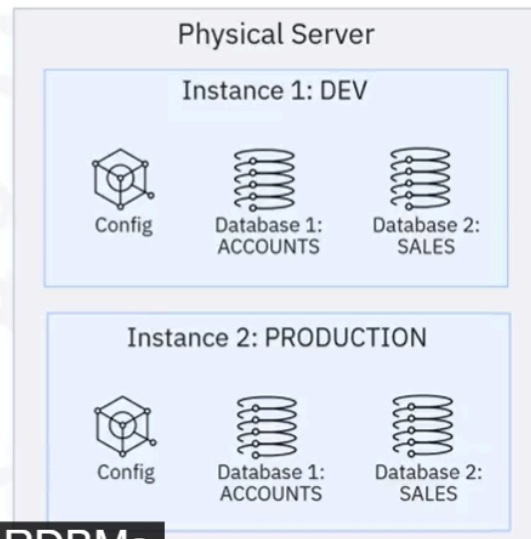 Physical Server
Instance 1: DEV
Config
Database 1:
ACCOUNTS
Database 2:
SALES
Instance 2: PRODUCTION
Config
Database 1:
ACCOUNTS
Database 2:
SALES